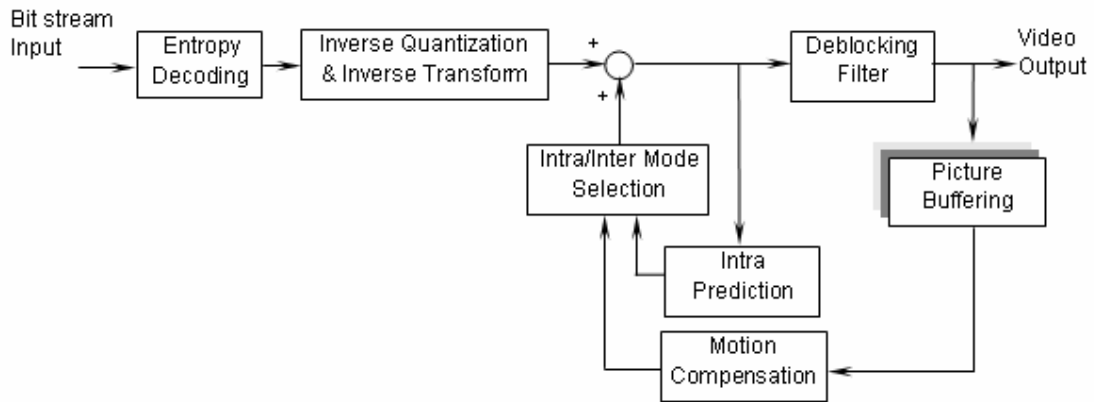 Bit stream
Input
Entropy
Decoding
Inverse Quantization
& Inverse Transform
+
+
Deblocking
Filter
Video
Output
Intra/Inter Mode
Selection
Picture
Buffering
Intra
Prediction
Motion
Compensation